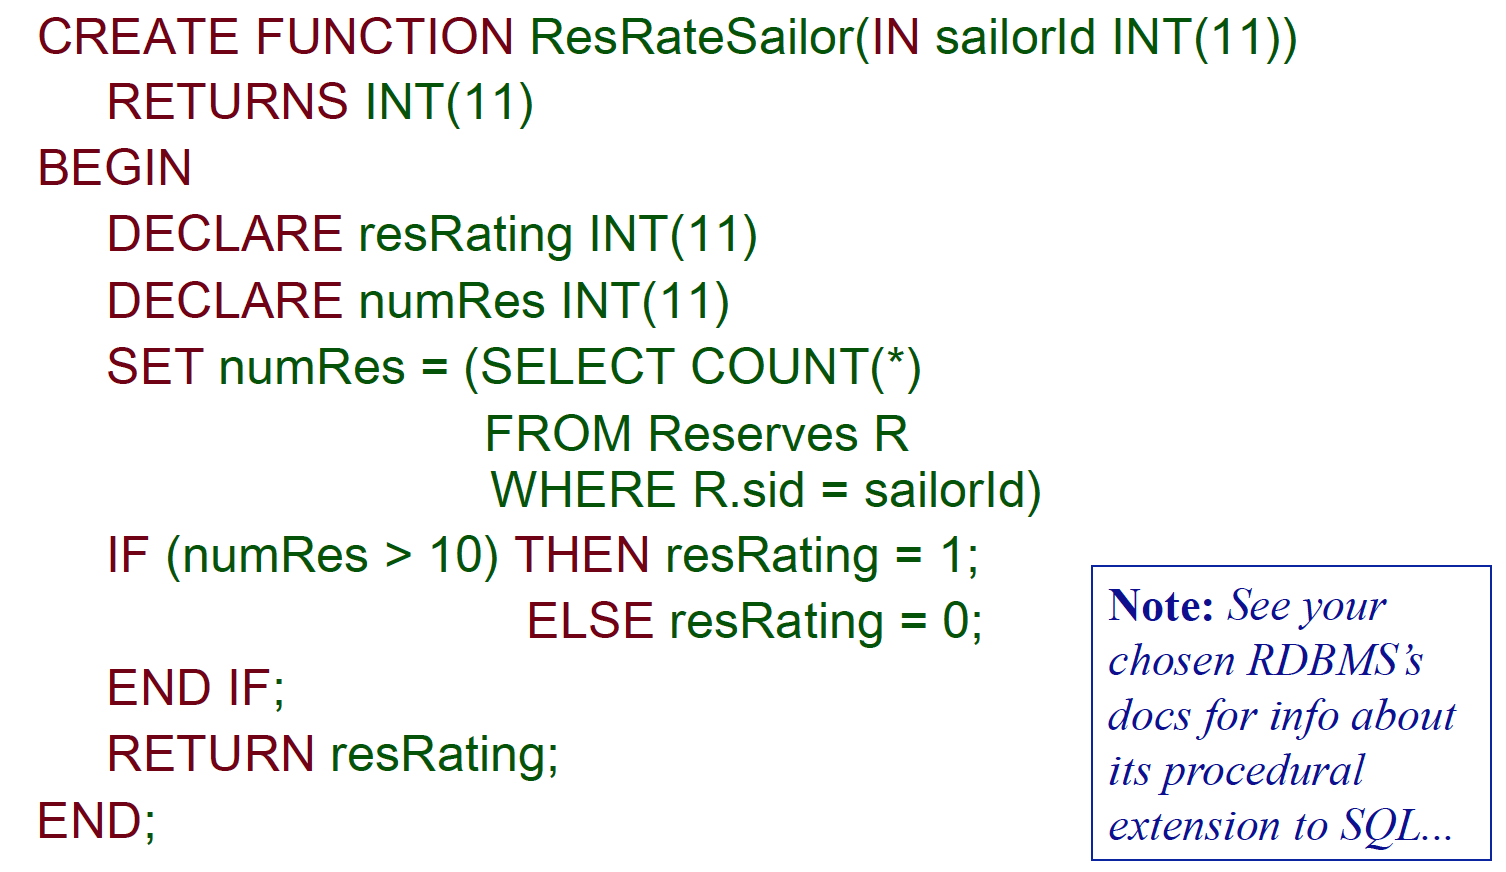 CREATE FUNCTION ResRateSailor(IN sailorId INT(11))
RETURNS INT(11)
BEGIN
DECLARE resRating INT(11)
DECLARE numRes INT(11)
SET numRes = (SELECT COUNT(*)
FROM Reserves R
WHERE R.sid = sailorId)
IF (numRes > 10) THEN resRating = 1;
ELSE resRating = 0;
END IF;
RETURN resRating;
END;
Note: See your
chosen RDBMS’s
docs for info about
its procedural
extension to SQL...